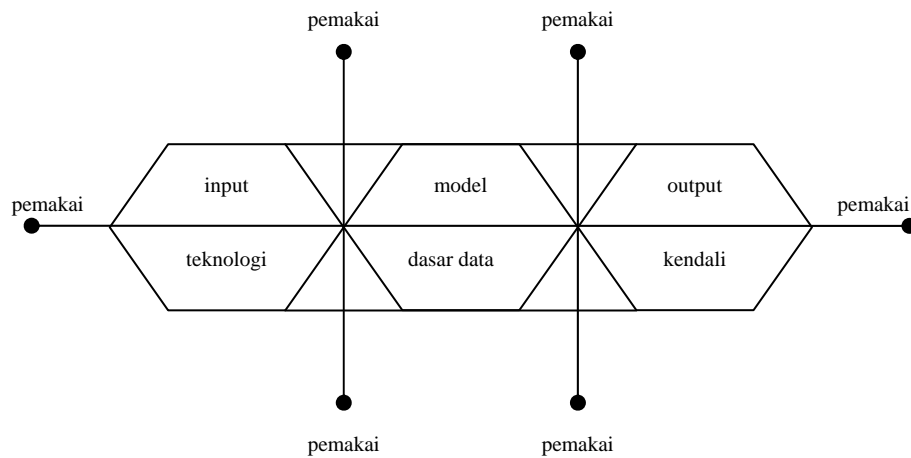 pemakai pemakai
input model output
pemakai pemakai
teknologi dasar data kendali
pemakai pemakai